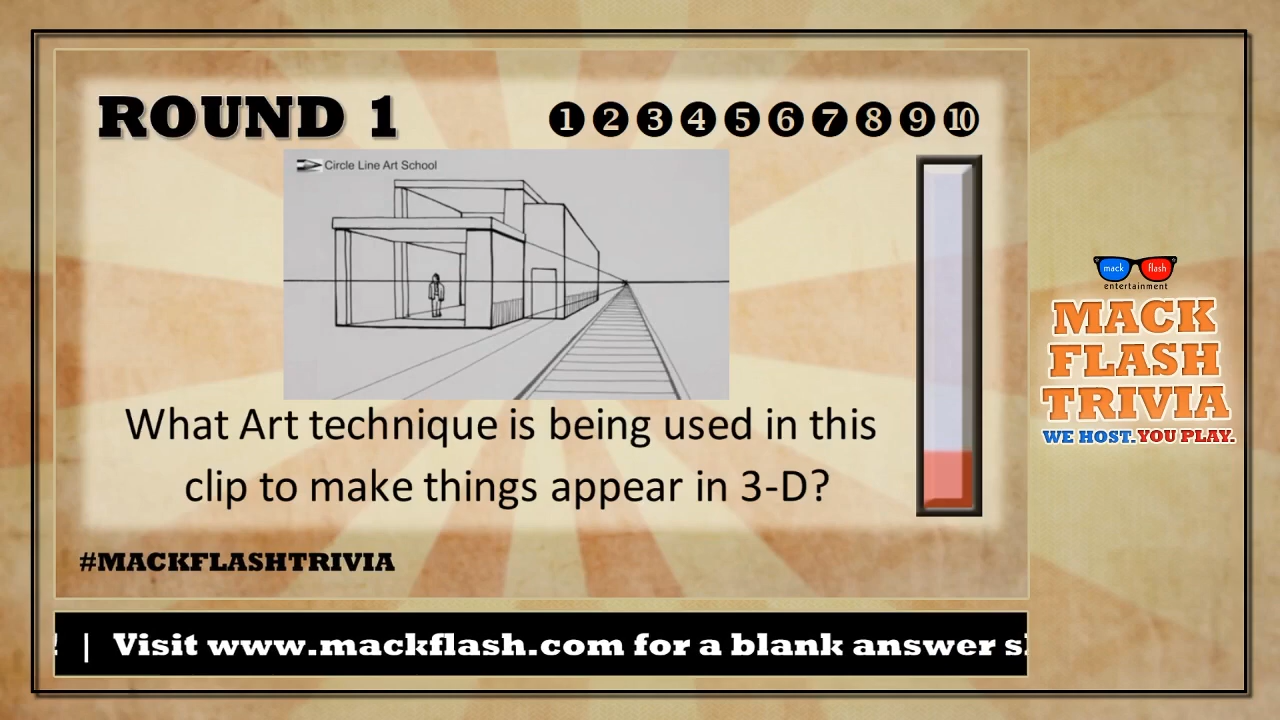 ROUND 1
1 2 3 4 5 6 7 8 9 10
Circle Line Art School
What Art technique is being used in this
clip to make things appear in 3-D?
mack flash
entertainment
MACK
FLASH
TRIVIA
WE HOST. YOU PLAY.
#MACKFLASHTRIVIA
! | Visit www.mackflash.com for a blank answer